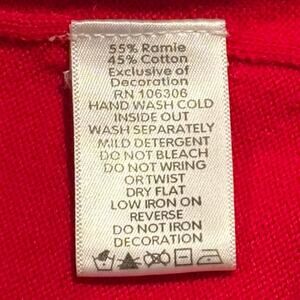 55% Ramie
45% Cotton
Exclusive of
Decoration
RN 106306
HAND WASH COLD
INSIDE OUT
WASH SEPARATELY
MILD DETERGENT
DO NOT BLEACH
DO NOT WRING
OR TWIST
DRY FLAT
LOW IRON ON
REVERSE
DO NOT IRON
DECORATION